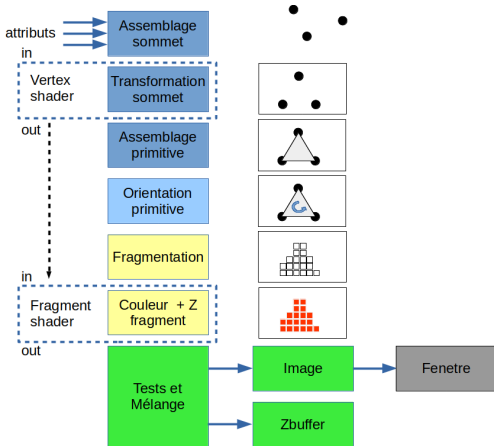 attributs
Assemblage
sommet
in
Vertex
shader
Transformation
sommet
out
Assemblage
primitive
Orientation
primitive
Fragmentation
in
Fragment
shader
Couleur + Z
fragment
out
Tests et
Mélange
Image
Fenetre
Zbuffer